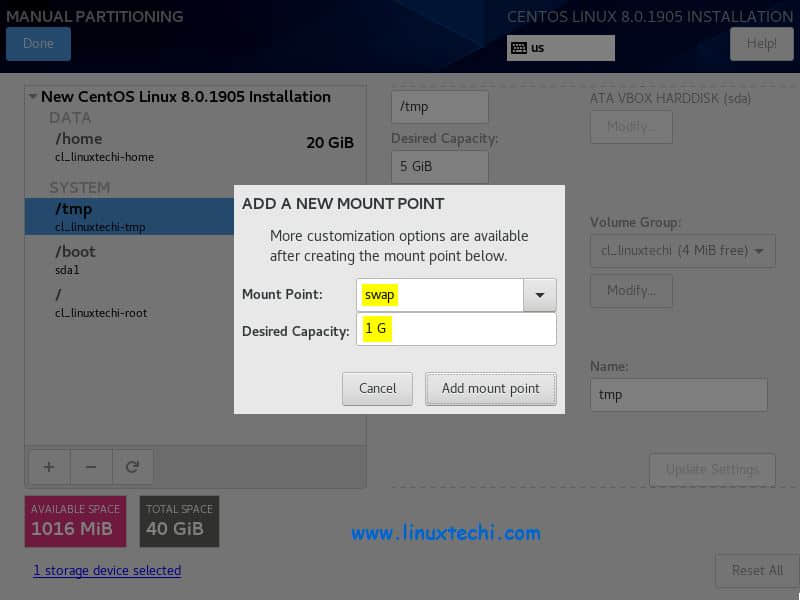 MANUAL PARTITIONING
CENTOS LINUX 8.0.1905 INSTALLATION
Done
us
Help!
New CentOS Linux 8.0.1905 Installation
DATA
/home
20 GiB
cl_linuxtechi-home
SYSTEM
/tmp
cl_linuxtechi-tmp
/boot
sda1
/
cl_linuxtechi-root
/tmp
ATA VBOX HARDDISK (sda)
Desired Capacity:
Modify...
5 GiB
Volume Group:
cl_linuxtechi (4 MiB free)
Modify...
Name:
tmp
Update Settings
ADD A NEW MOUNT POINT
More customization options are available
after creating the mount point below.
Mount Point:
swap
Desired Capacity:
1 G
Cancel
Add mount point
+
−
AVAILABLE SPACE
1016 MiB
TOTAL SPACE
40 GiB
www.linuxtechi.com
1 storage device selected
Reset All